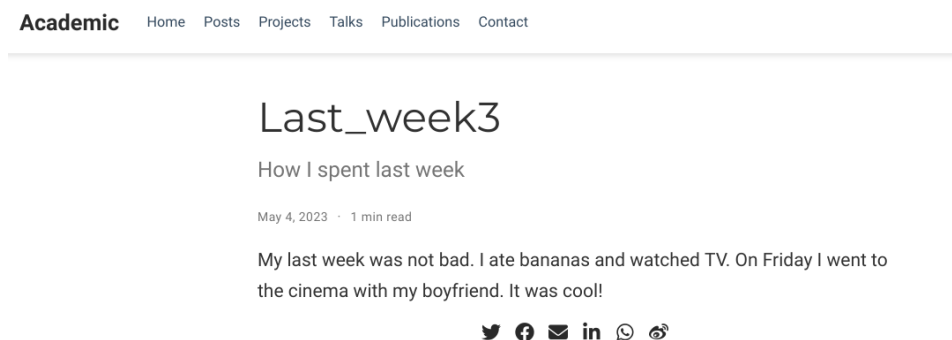 Academic Home Posts Projects Talks Publications Contact
Last_week3
How I spent last week
May 4, 2023 · 1 min read
My last week was not bad. I ate bananas and watched TV. On Friday I went to
the cinema with my boyfriend. It was cool!